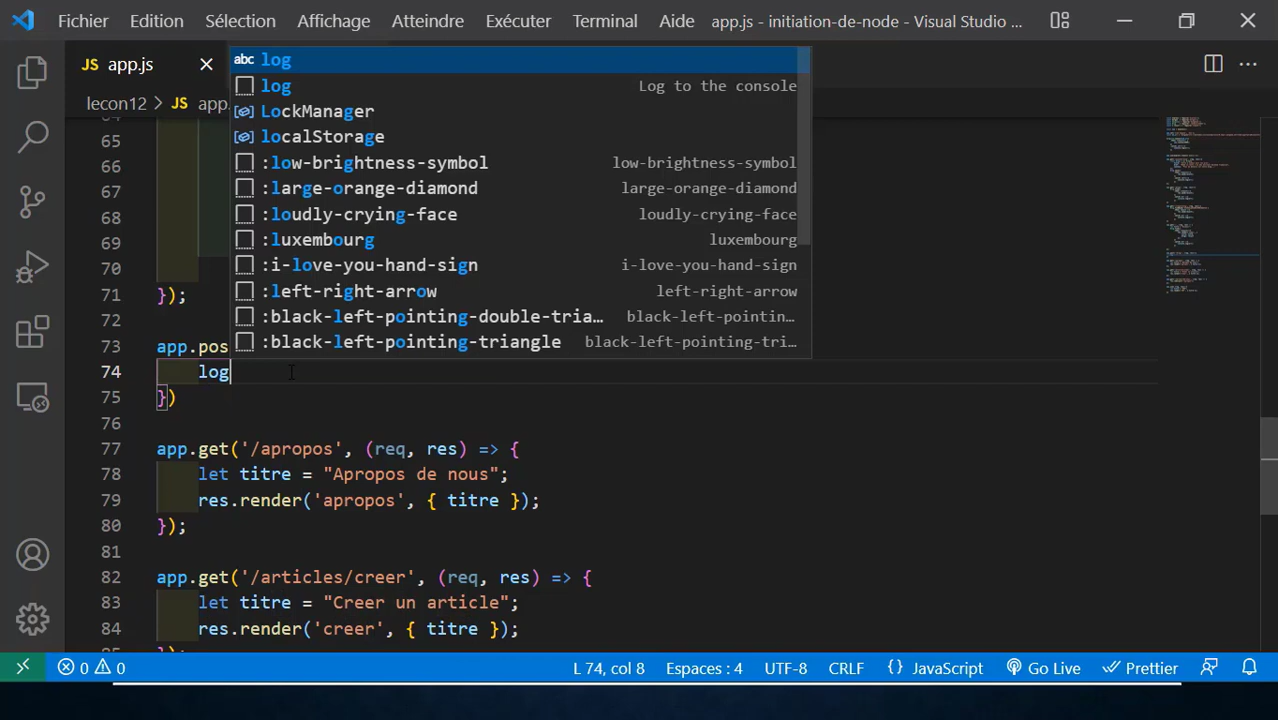 Fichier Edition Sélection Affichage Atteindre Exécuter Terminal Aide app.js - initiation-de-node - Visual Studio ...
JS app.js
lecon12 > JS app.
abc log
log Log to the console
LockManager
localStorage
:low-brightness-symbol low-brightness-symbol
:large-orange-diamond large-orange-diamond
:loudly-crying-face loudly-crying-face
:luxembourg luxembourg
:i-love-you-hand-sign i-love-you-hand-sign
:left-right-arrow left-right-arrow
:black-left-pointing-double-tria... black-left-pointin...
:black-left-pointing-triangle black-left-pointing-tri...
64
65
66
67
68
69
70
71 });
72
73 app.pos
74 log
75 })
76
77 app.get('/apropos', (req, res) => {
78 let titre = "Apropos de nous";
79 res.render('apropos', { titre });
80 });
81
82 app.get('/articles/creer', (req, res) => {
83 let titre = "Creer un article";
84 res.render('creer', { titre });
85 });
0 0 L 74, col 8 Espaces : 4 UTF-8 CRLF {} JavaScript Go Live Prettier